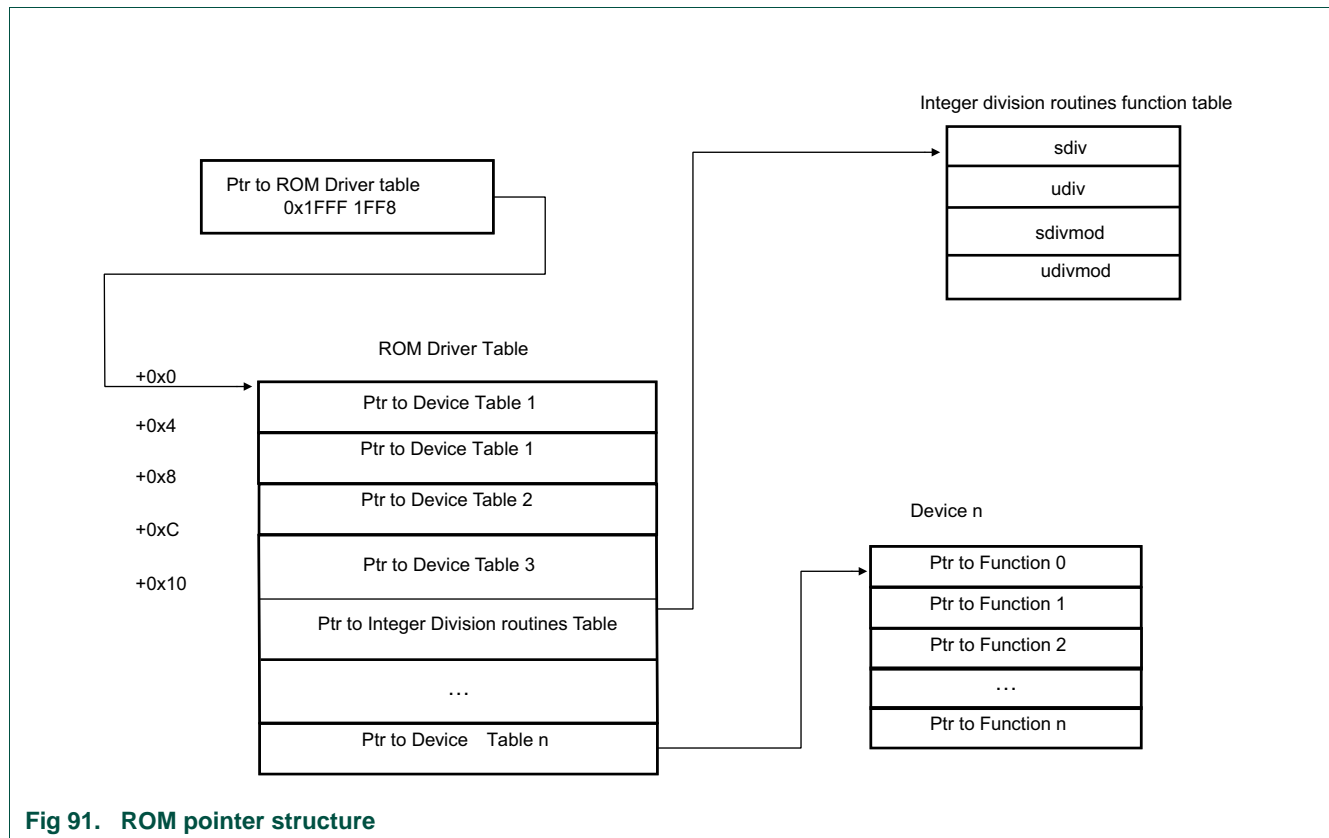 Integer division routines function table
sdiv
udiv
sdivmod
udivmod
Ptr to ROM Driver table
0x1FFF 1FF8
ROM Driver Table
+0x0
+0x4
+0x8
+0xC
+0x10
Ptr to Device Table 1
Ptr to Device Table 1
Ptr to Device Table 2
Ptr to Device Table 3
Ptr to Integer Division routines Table
…
Ptr to Device Table n
Device n
Ptr to Function 0
Ptr to Function 1
Ptr to Function 2
…
Ptr to Function n
Fig 91. ROM pointer structure